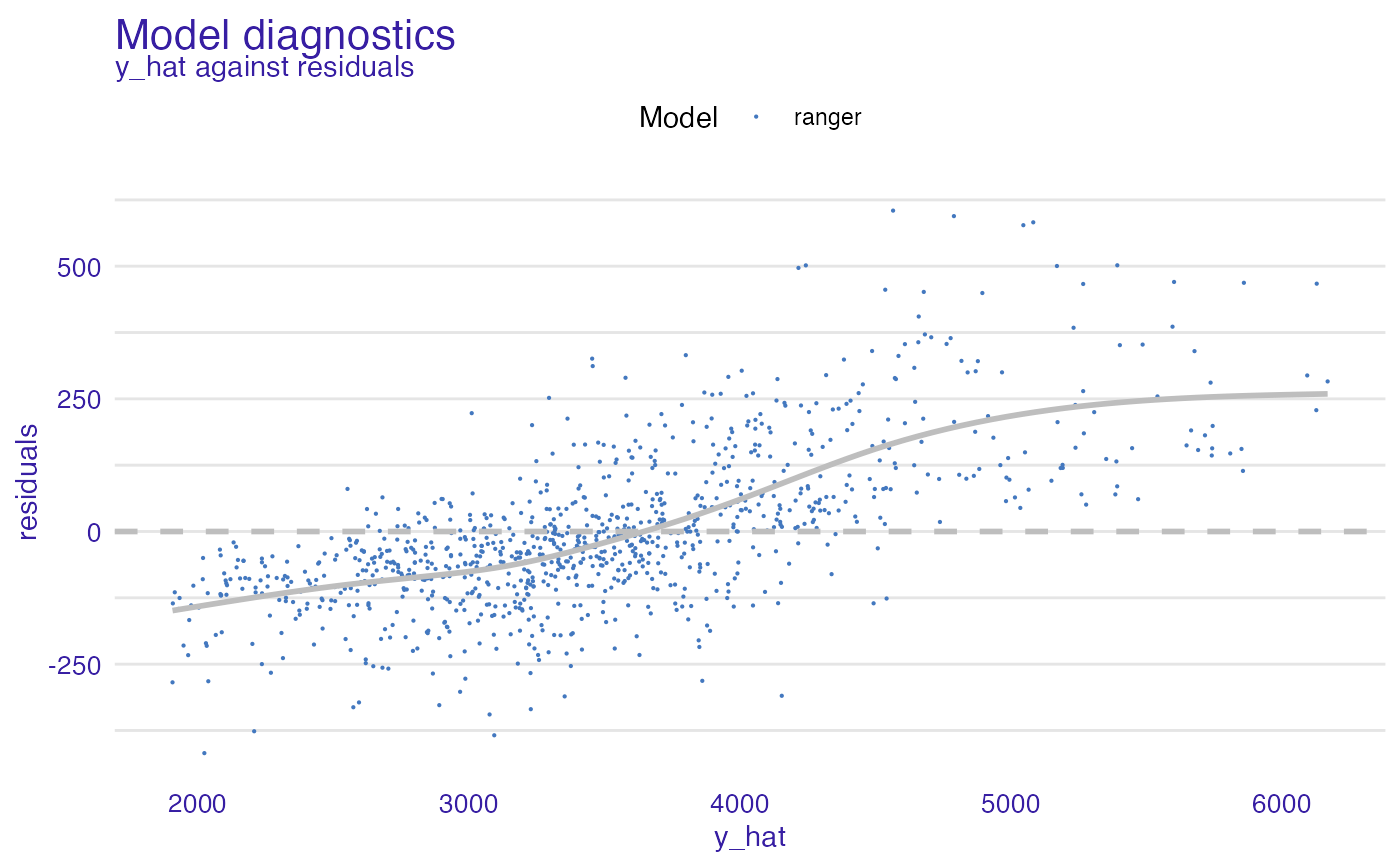 Model diagnostics
y_hat against residuals
Model ranger
500
250
0
-250
residuals
2000 3000 4000 5000 6000
y_hat